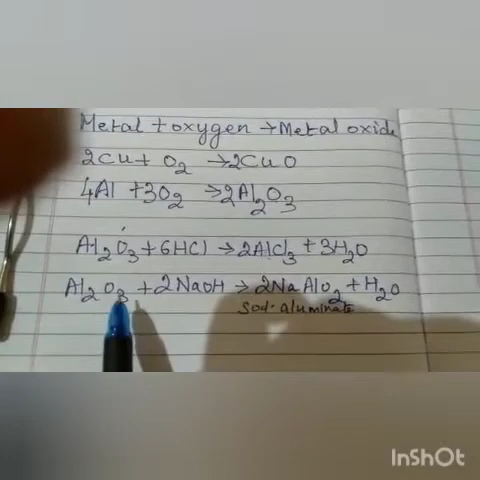 Metal + oxygen → Metal oxide
2Cu + O2 → 2CuO
4Al + 3O2 → 2Al2O3
Al2O3 + 6HCl → 2AlCl3 + 3H2O
Al2O3 + 2NaOH → 2NaAlO2 + H2O
Sod. aluminate
InShOt